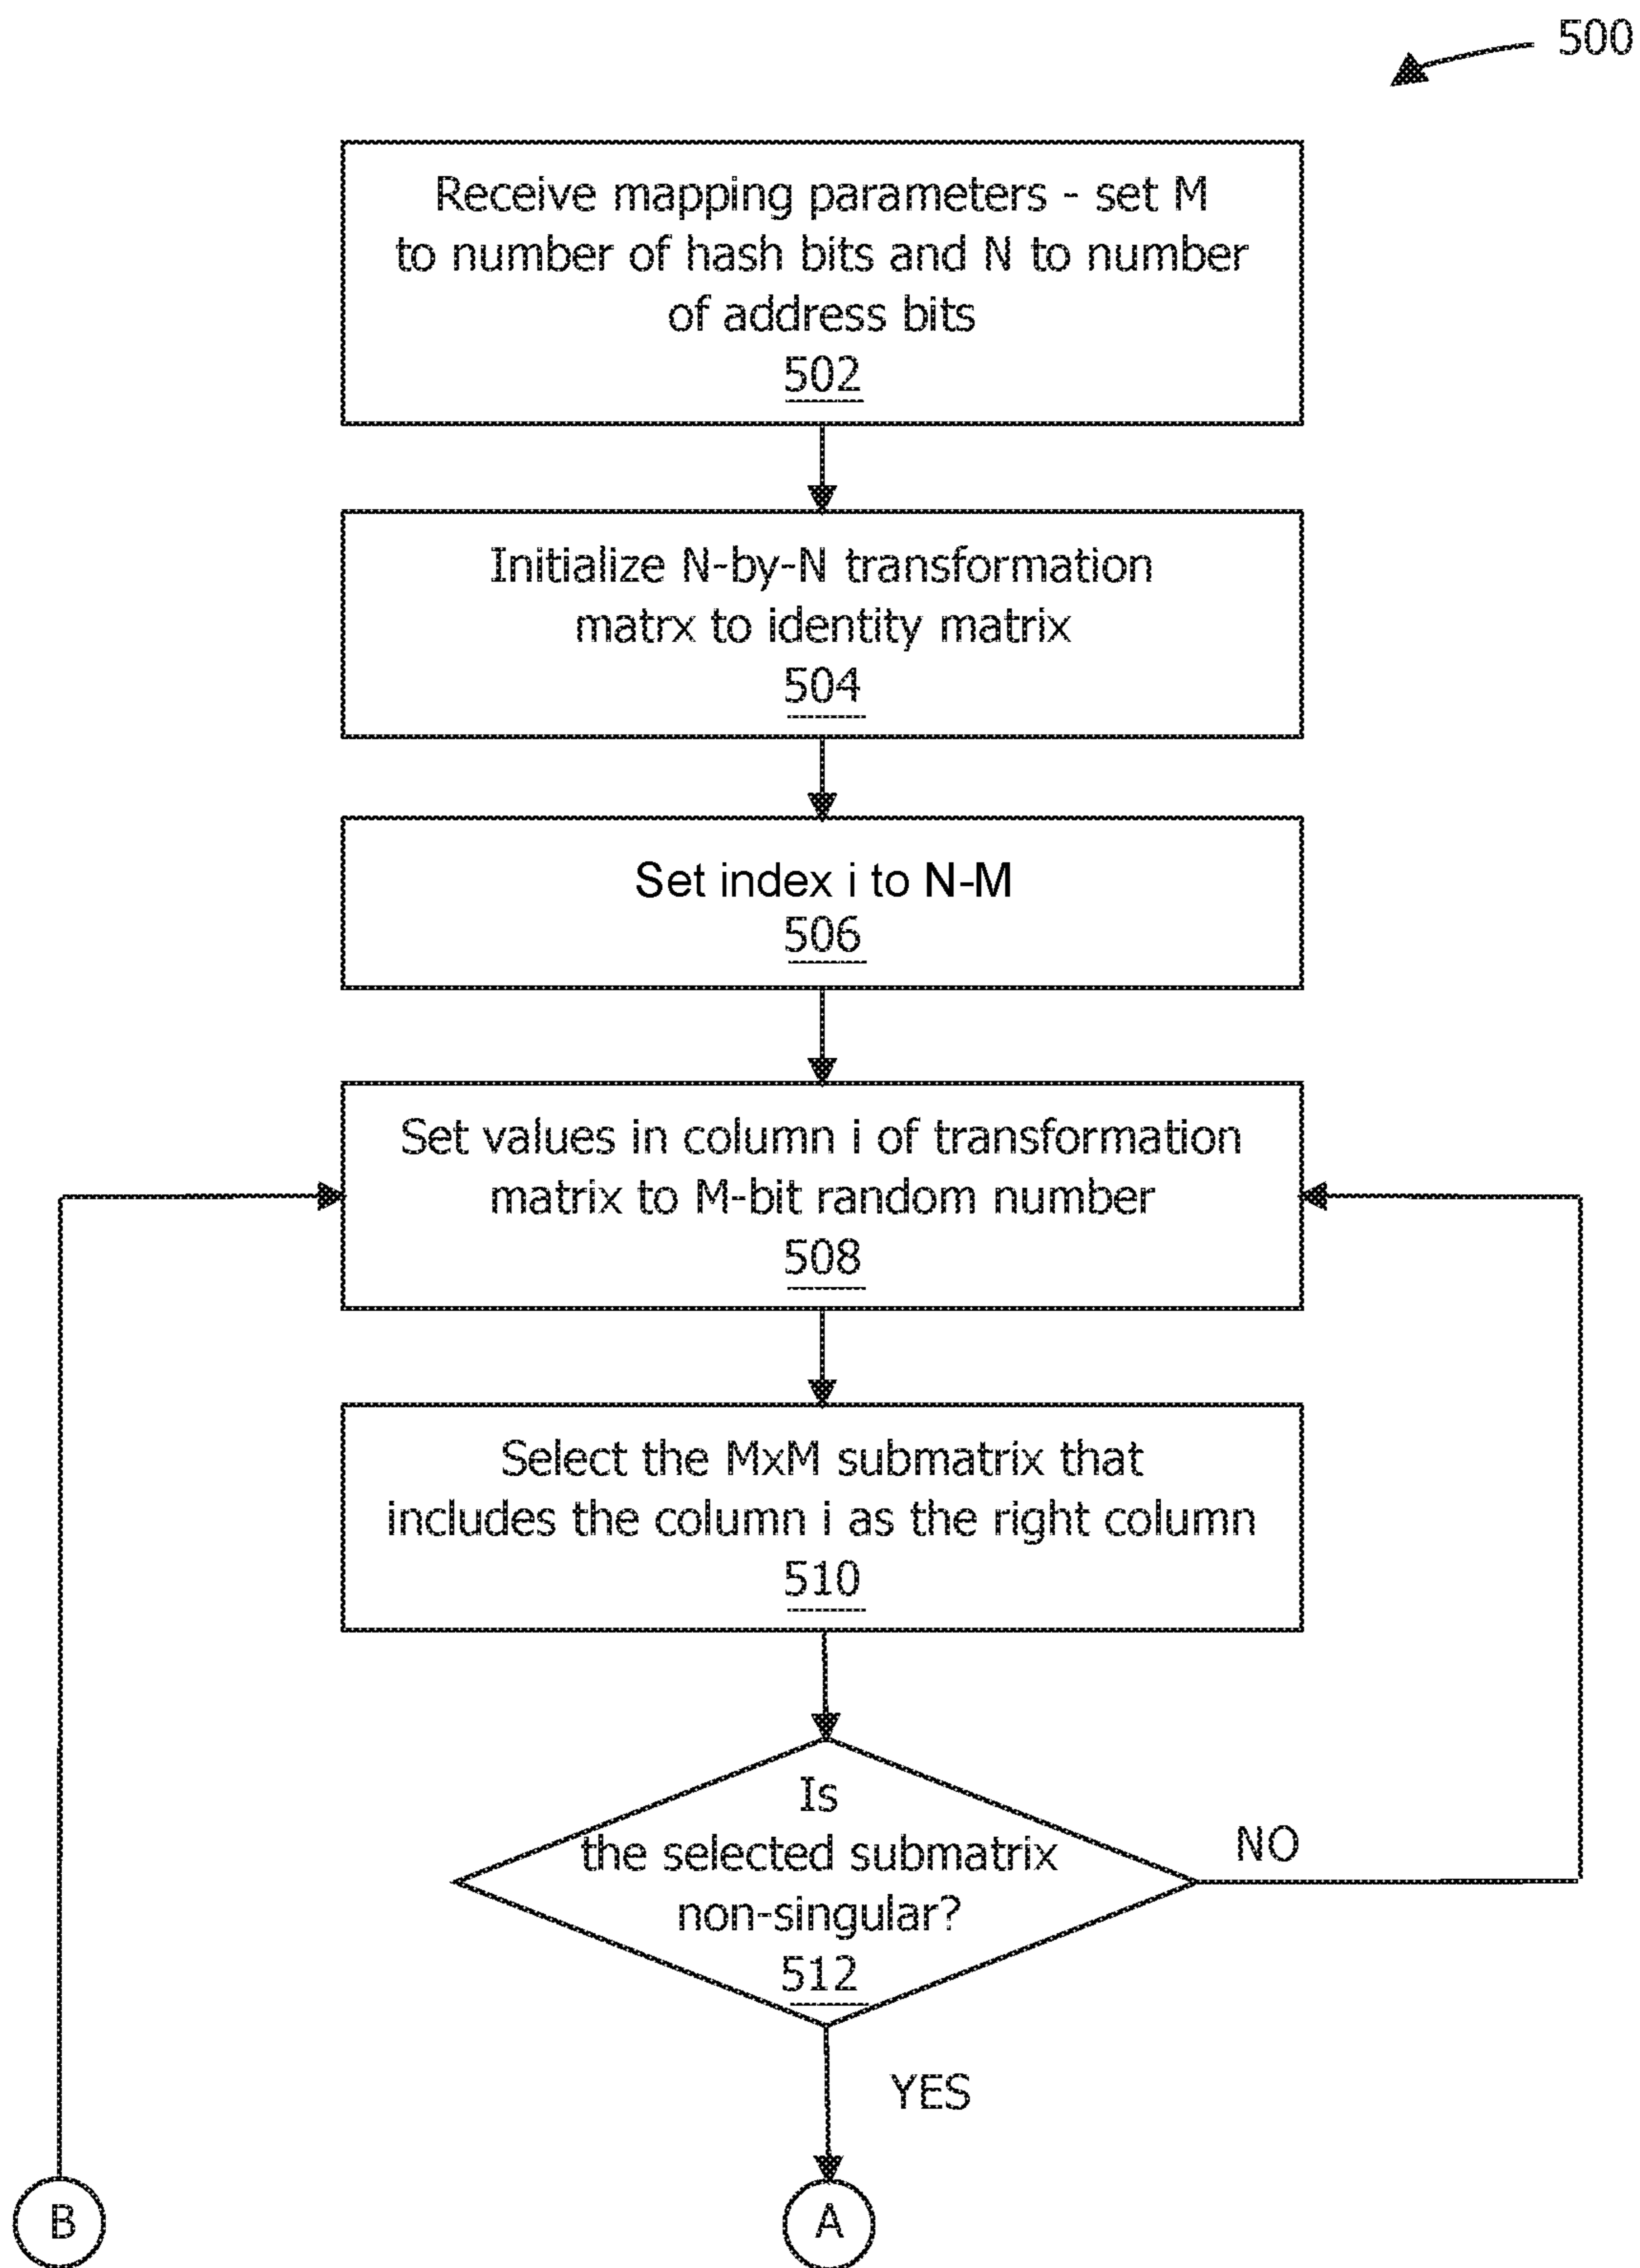 500
Receive mapping parameters - set M
to number of hash bits and N to number
of address bits
502
Initialize N-by-N transformation
matrx to identity matrix
504
Set index i to N-M
506
Set values in column i of transformation
matrix to M-bit random number
508
Select the MxM submatrix that
includes the column i as the right column
510
Is
the selected submatrix
non-singular?
512
NO
YES
B
A